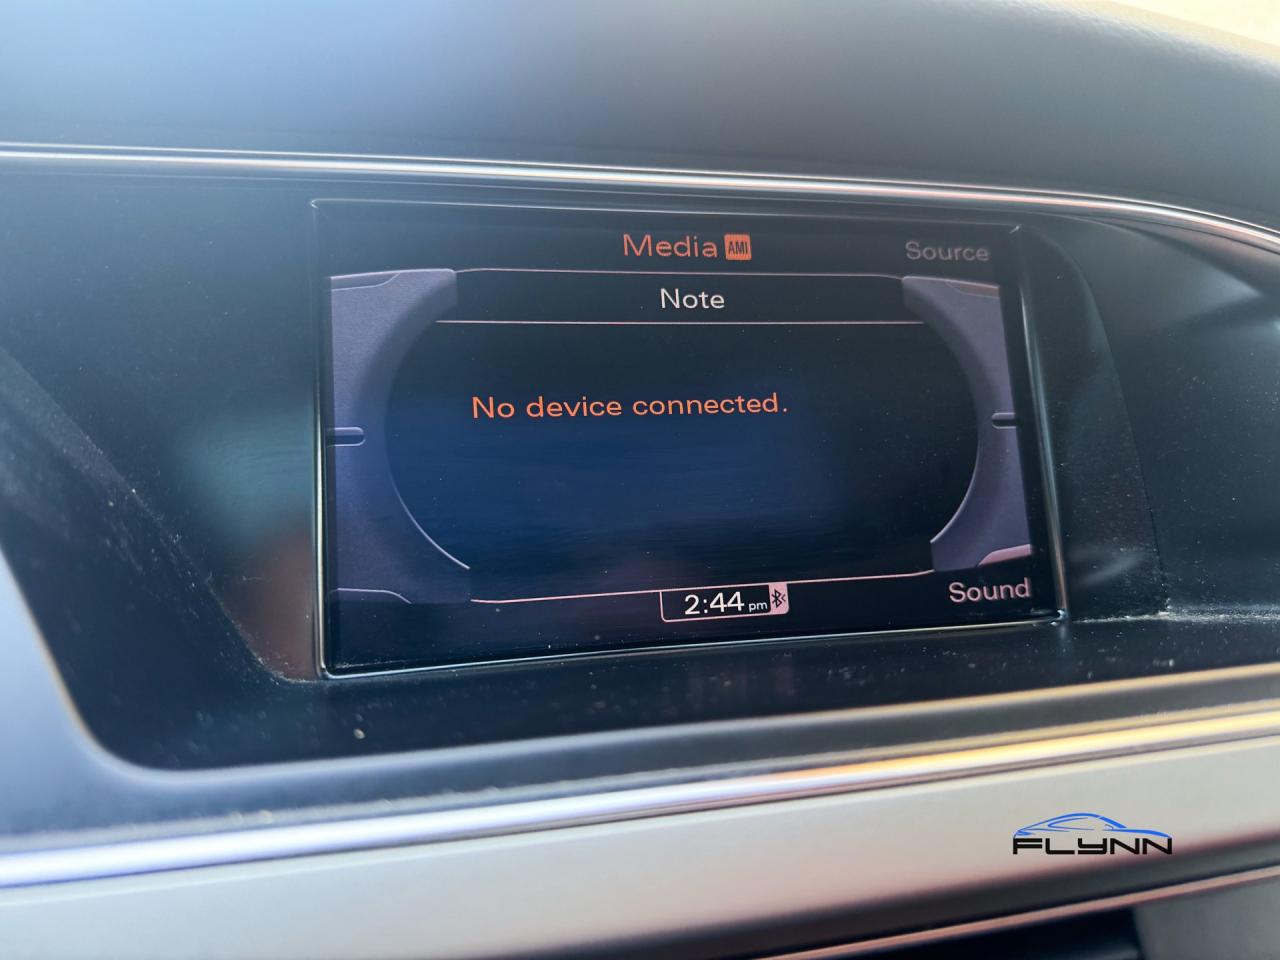 Media AMI
Source
Note
No device connected.
2:44 pm
Sound
FLYNN